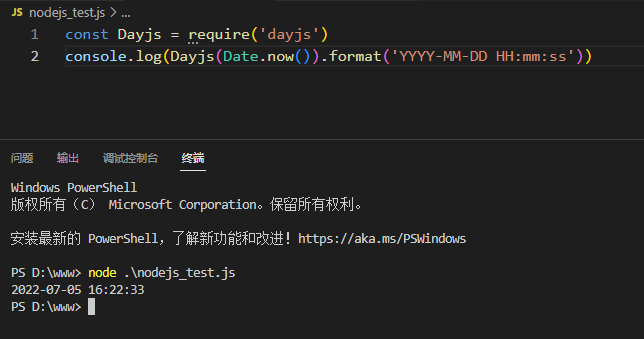 JS nodejs_test.js > ...
1 const Dayjs = require('dayjs')
2 console.log(Dayjs(Date.now()).format('YYYY-MM-DD HH:mm:ss'))
问题 输出 调试控制台 终端
Windows PowerShell
版权所有（C） Microsoft Corporation。保留所有权利。
安装最新的 PowerShell，了解新功能和改进！https://aka.ms/PSWindows
PS D:\www> node .\nodejs_test.js
2022-07-05 16:22:33
PS D:\www>